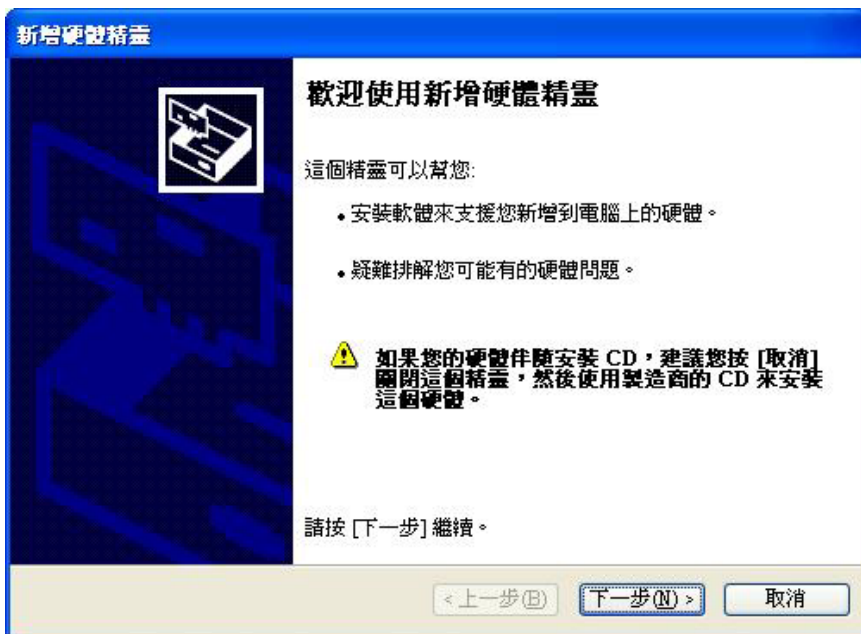 新增硬體精靈
歡迎使用新增硬體精靈
這個精靈可以幫您:
• 安裝軟體來支援您新增到電腦上的硬體。
• 疑難排解您可能有的硬體問題。
如果您的硬體伴隨安裝 CD，建議您按 [取消]
關閉這個精靈，然後使用製造商的 CD 來安裝
這個硬體。
請按 [下一步] 繼續。
<上一步(B) 下一步(N)> 取消